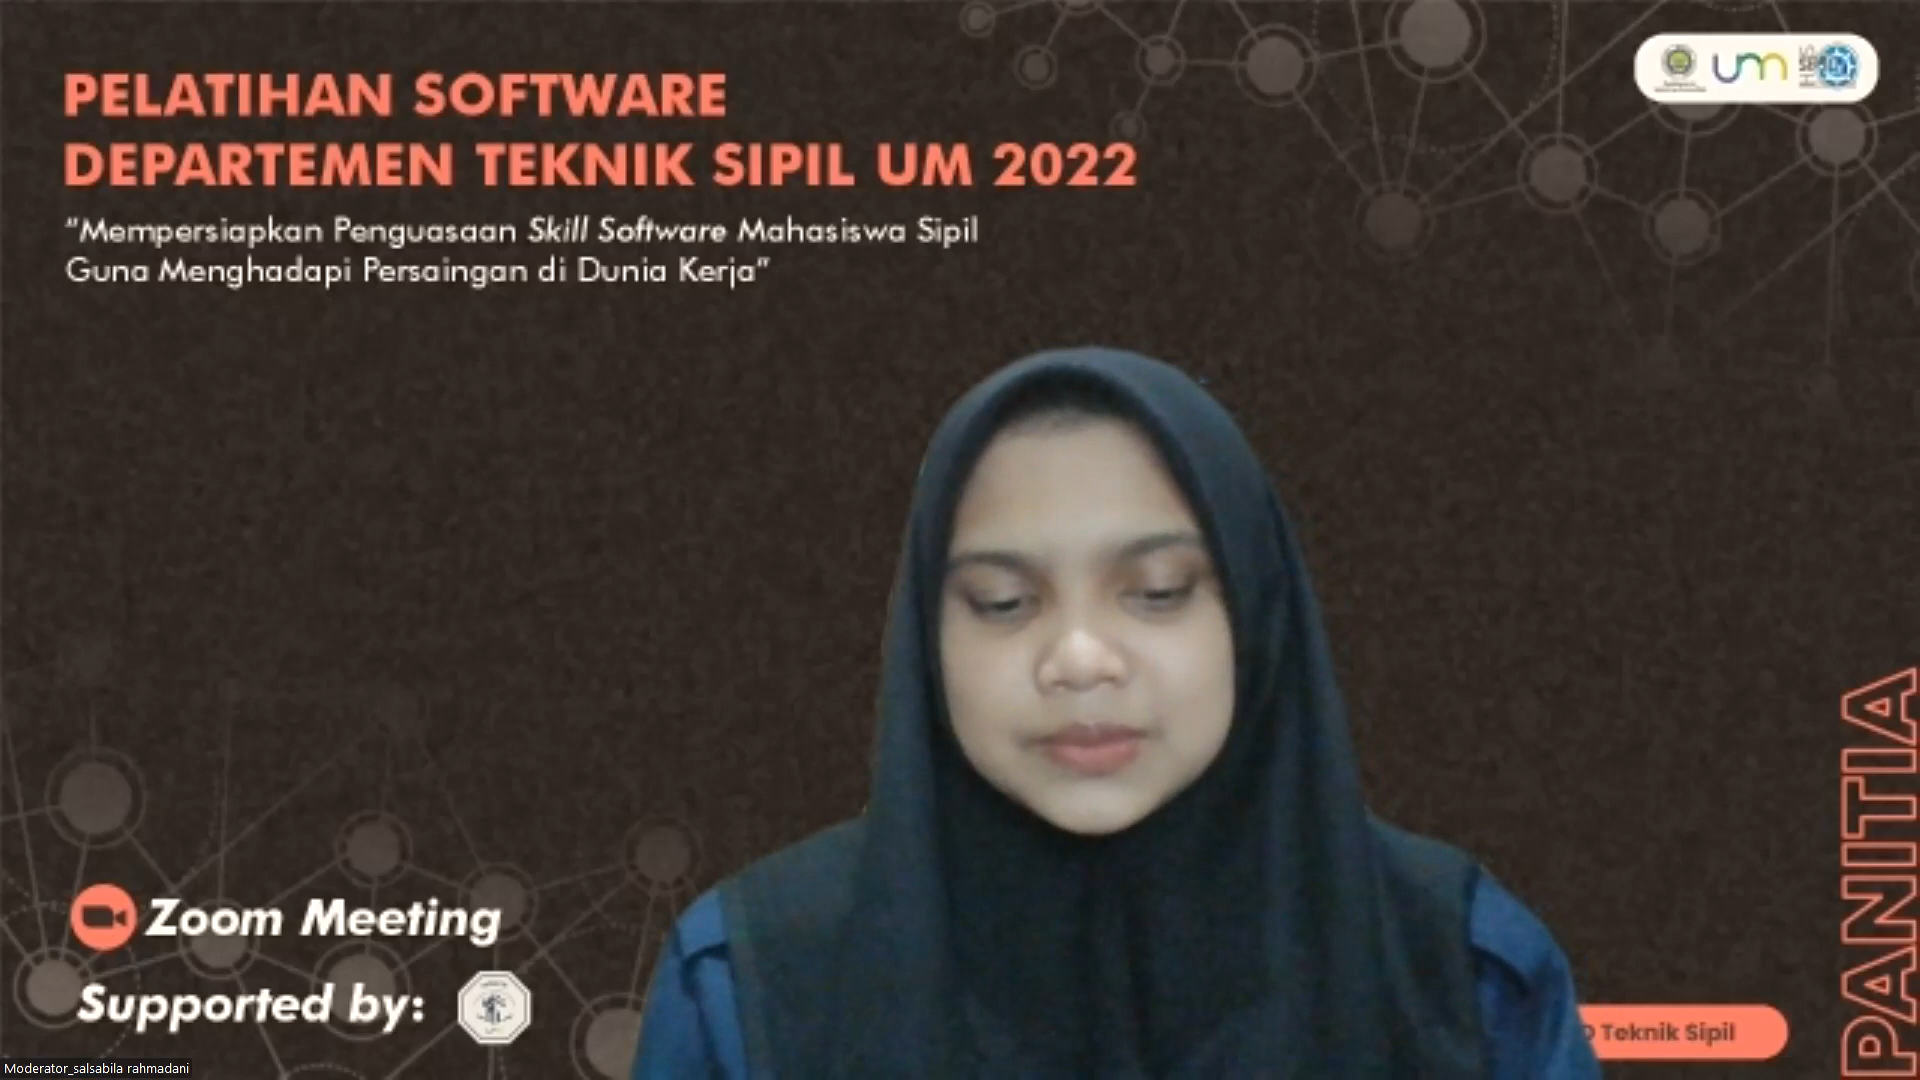 PELATIHAN SOFTWARE
DEPARTEMEN TEKNIK SIPIL UM 2022
"Mempersiapkan Penguasaan Skill Software Mahasiswa Sipil
Guna Menghadapi Persaingan di Dunia Kerja"
um
PANITIA
Zoom Meeting
Supported by:
Teknik Sipil
Moderator_salsabila rahmadani